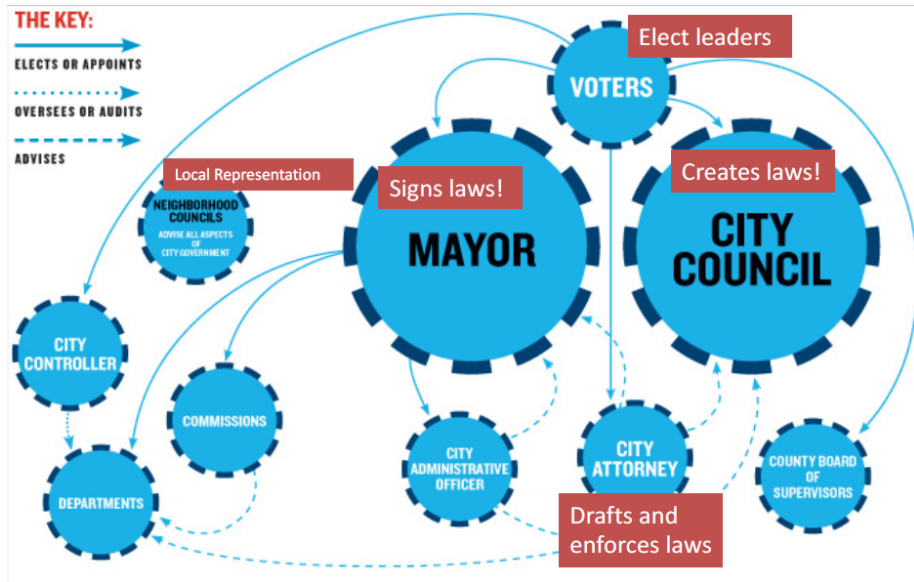 THE KEY:
ELECTS OR APPOINTS
OVERSEES OR AUDITS
ADVISES
Elect leaders
VOTERS
Local Representation
NEIGHBORHOOD
COUNCILS
ADVISE ALL ASPECTS
OF
CITY GOVERNMENT
Signs laws!
MAYOR
Creates laws!
CITY
COUNCIL
CITY
CONTROLLER
COMMISSIONS
DEPARTMENTS
CITY
ADMINISTRATIVE
OFFICER
CITY
ATTORNEY
Drafts and
enforces laws
COUNTY BOARD
OF
SUPERVISORS